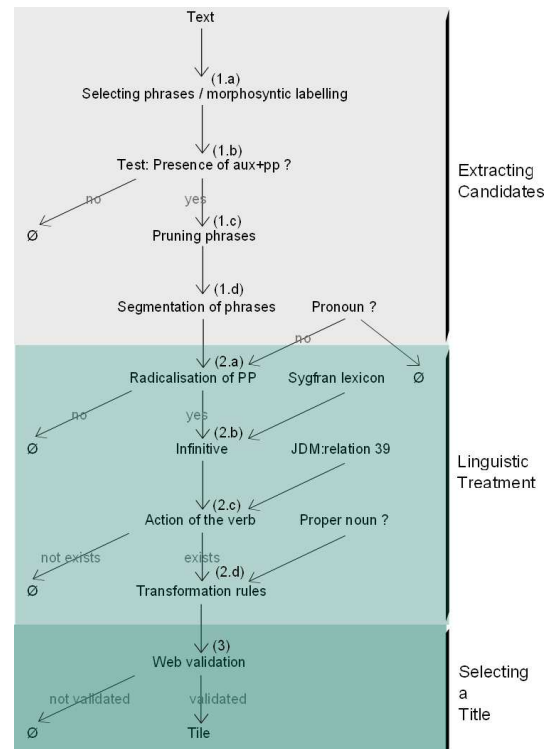 Text
(1.a)
Selecting phrases / morphosyntic labelling
(1.b)
Test: Presence of aux+pp ?
no yes
Ø
(1.c)
Pruning phrases
(1.d)
Segmentation of phrases Pronoun ?
no
Extracting
Candidates
(2.a)
Radicalisation of PP Sygfran lexicon Ø
no yes
(2.b)
Ø Infinitive JDM:relation 39
(2.c)
Action of the verb Proper noun ?
not exists exists
(2.d)
Ø Transformation rules
Linguistic
Treatment
(3)
Web validation
not validated validated
Ø Tile
Selecting
a
Title